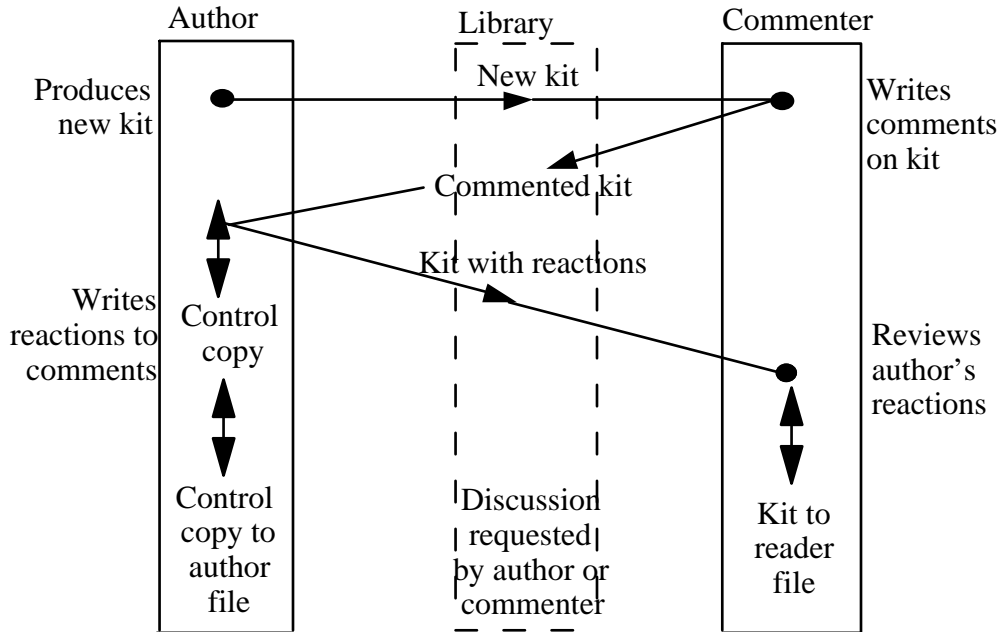 Author
Library
Commenter
Produces
new kit
New kit
Writes
comments
on kit
Commented kit
Kit with reactions
Writes
reactions to
comments
Control
copy
Reviews
author’s
reactions
Control
copy to
author
file
Discussion
requested
by author or
commenter
Kit to
reader
file